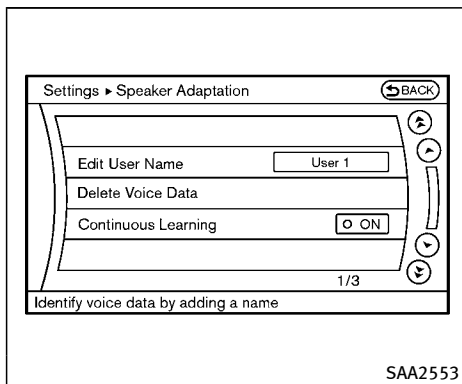 Settings ▸ Speaker Adaptation BACK
Edit User Name User 1
Delete Voice Data
Continuous Learning ON
1/3
Identify voice data by adding a name
SAA2553